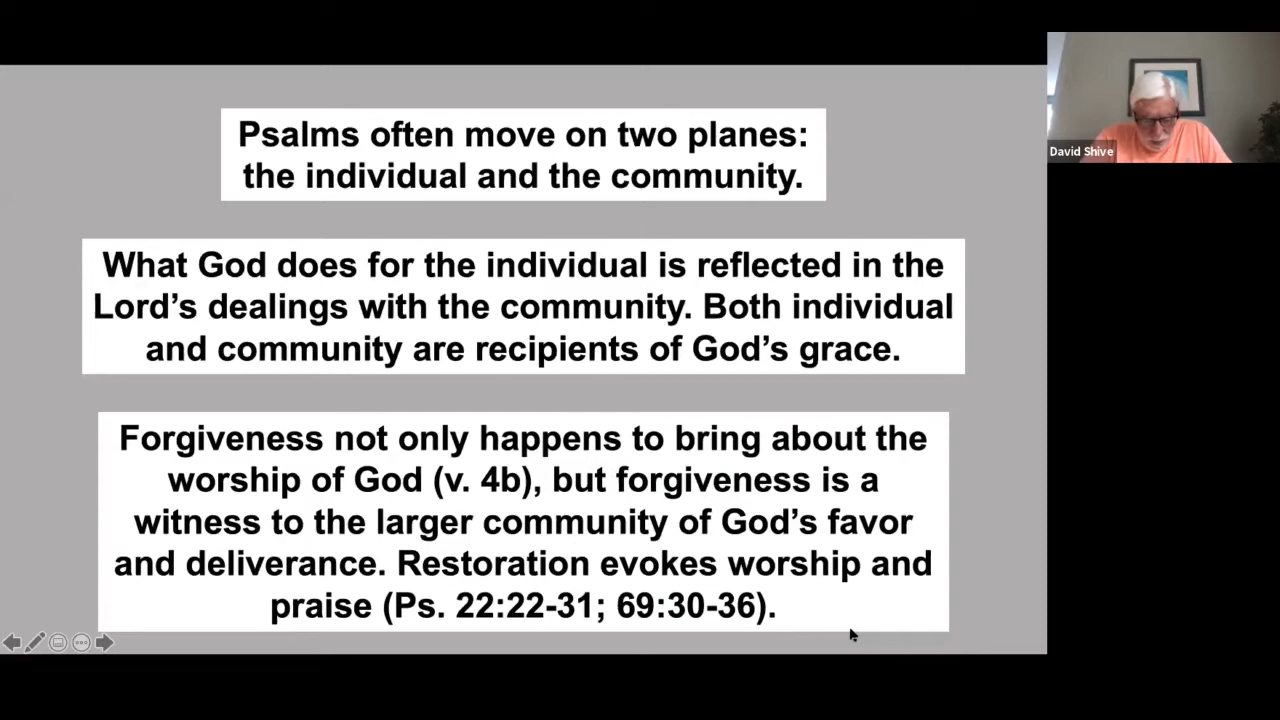 Psalms often move on two planes:
the individual and the community.
What God does for the individual is reflected in the
Lord’s dealings with the community. Both individual
and community are recipients of God’s grace.
Forgiveness not only happens to bring about the
worship of God (v. 4b), but forgiveness is a
witness to the larger community of God’s favor
and deliverance. Restoration evokes worship and
praise (Ps. 22:22-31; 69:30-36).
David Shive